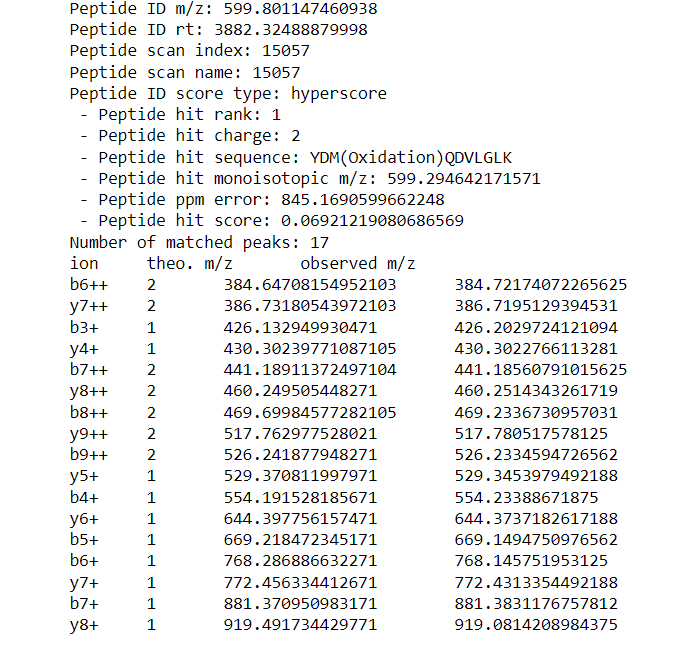 Peptide ID m/z: 599.801147460938
Peptide ID rt: 3882.32488879998
Peptide scan index: 15057
Peptide scan name: 15057
Peptide ID score type: hyperscore
- Peptide hit rank: 1
- Peptide hit charge: 2
- Peptide hit sequence: YDM(Oxidation)QDVLGLK
- Peptide hit monoisotopic m/z: 599.294642171571
- Peptide ppm error: 845.1690599662248
- Peptide hit score: 0.06921219080686569
Number of matched peaks: 17
ion theo. m/z observed m/z
b6++ 2 384.64708154952103 384.72174072265625
y7++ 2 386.73180543972103 386.7195129394531
b3+ 1 426.132949930471 426.2029724121094
y4+ 1 430.30239771087105 430.3022766113281
b7++ 2 441.18911372497104 441.18560791015625
y8++ 2 460.249505448271 460.2514343261719
b8++ 2 469.69984577282105 469.2336730957031
y9++ 2 517.762977528021 517.780517578125
b9++ 2 526.241877948271 526.2334594726562
y5+ 1 529.370811997971 529.3453979492188
b4+ 1 554.191528185671 554.23388671875
y6+ 1 644.397756157471 644.3737182617188
b5+ 1 669.218472345171 669.1494750976562
b6+ 1 768.286886632271 768.145751953125
y7+ 1 772.456334412671 772.4313354492188
b7+ 1 881.370950983171 881.3831176757812
y8+ 1 919.491734429771 919.0814208984375